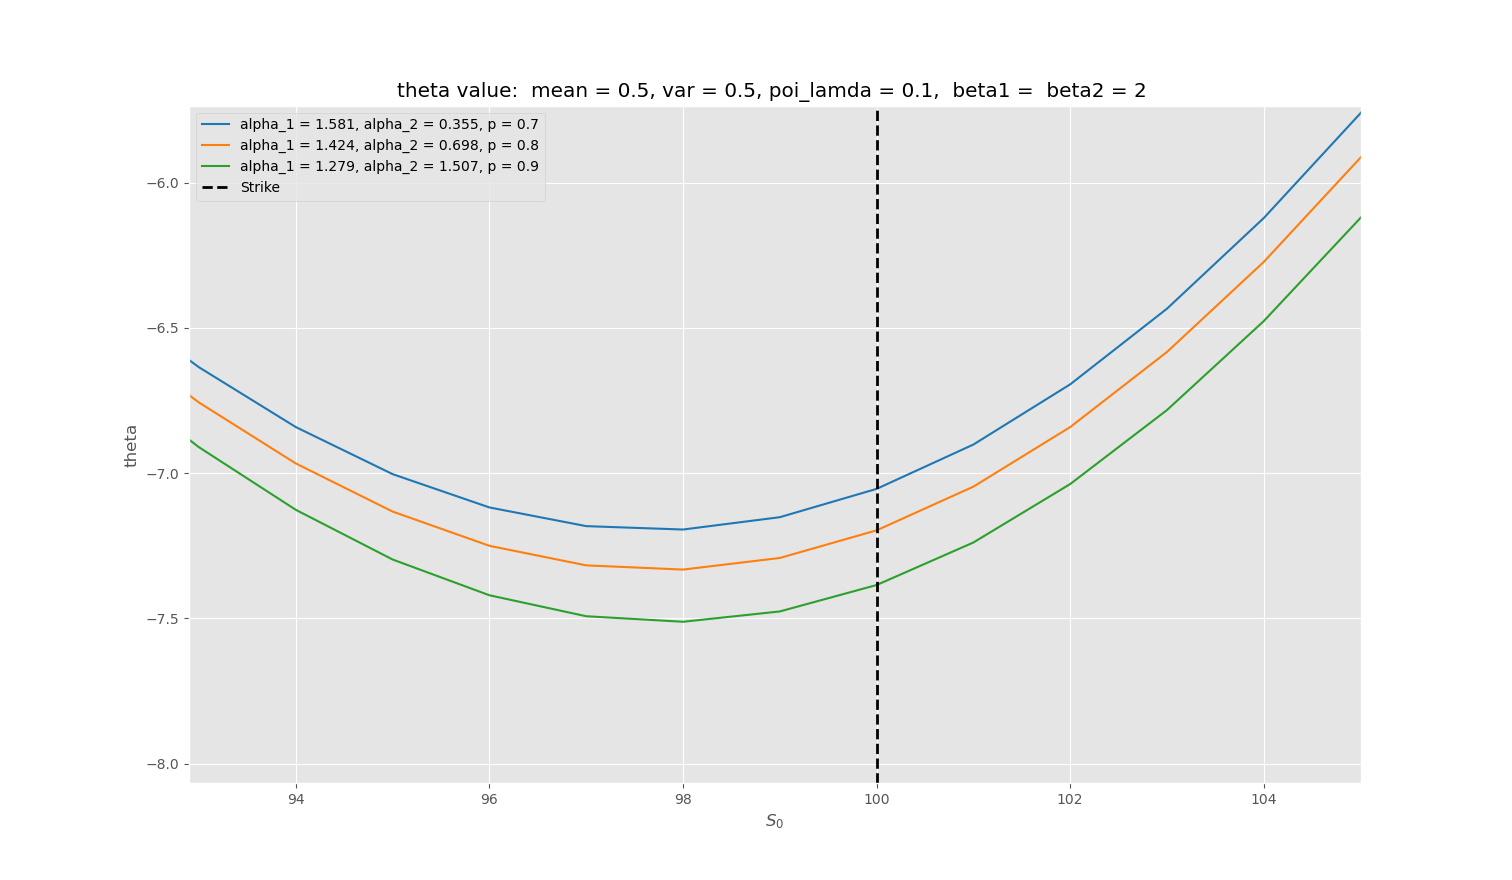 theta value:  mean = 0.5, var = 0.5, poi_lamda = 0.1,  beta1 =  beta2 = 2
alpha_1 = 1.581, alpha_2 = 0.355, p = 0.7
alpha_1 = 1.424, alpha_2 = 0.698, p = 0.8
alpha_1 = 1.279, alpha_2 = 1.507, p = 0.9
Strike
theta
−6.0
−6.5
−7.0
−7.5
−8.0
94 96 98 100 102 104
S₀